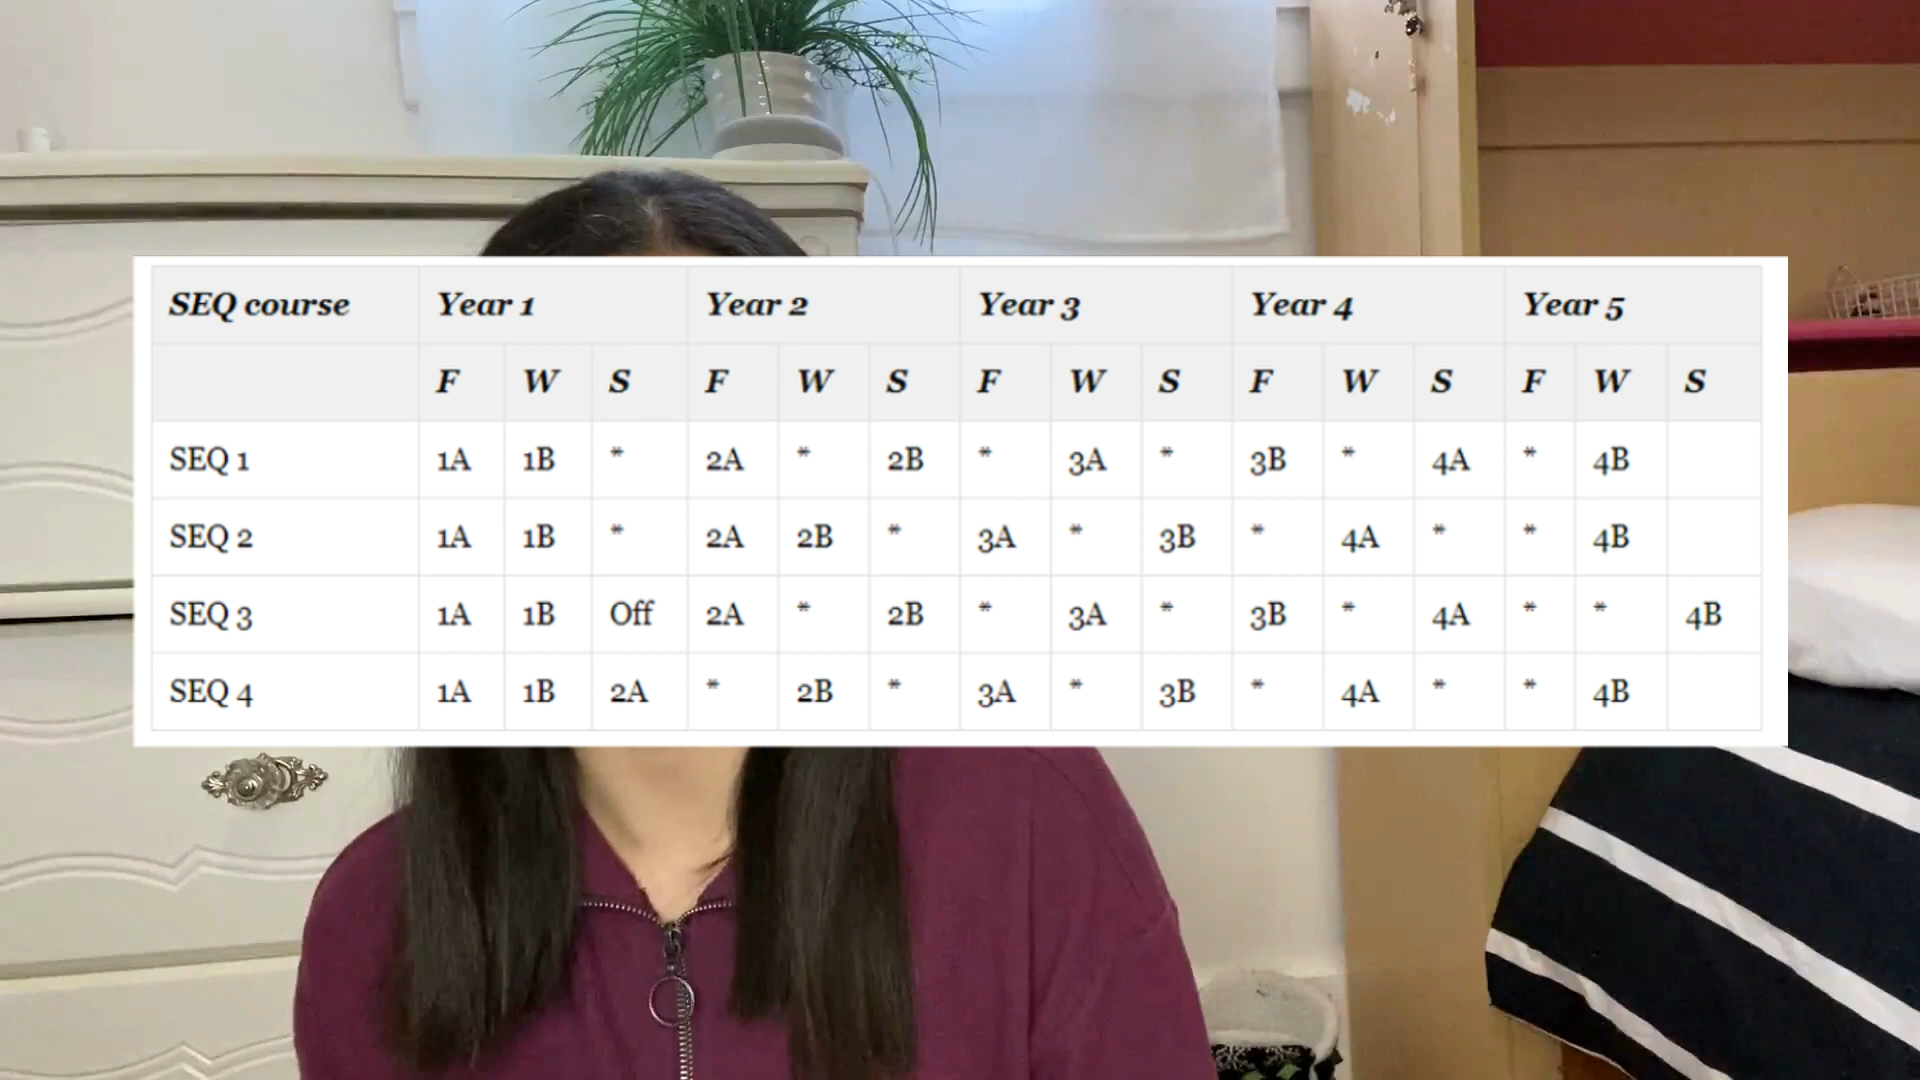 SEQ course Year 1 Year 2 Year 3 Year 4 Year 5
F W S F W S F W S F W S F W S
SEQ 1 1A 1B * 2A * 2B * 3A * 3B * 4A * 4B
SEQ 2 1A 1B * 2A 2B * 3A * 3B * 4A * * 4B
SEQ 3 1A 1B Off 2A * 2B * 3A * 3B * 4A * * 4B
SEQ 4 1A 1B 2A * 2B * 3A * 3B * 4A * * 4B